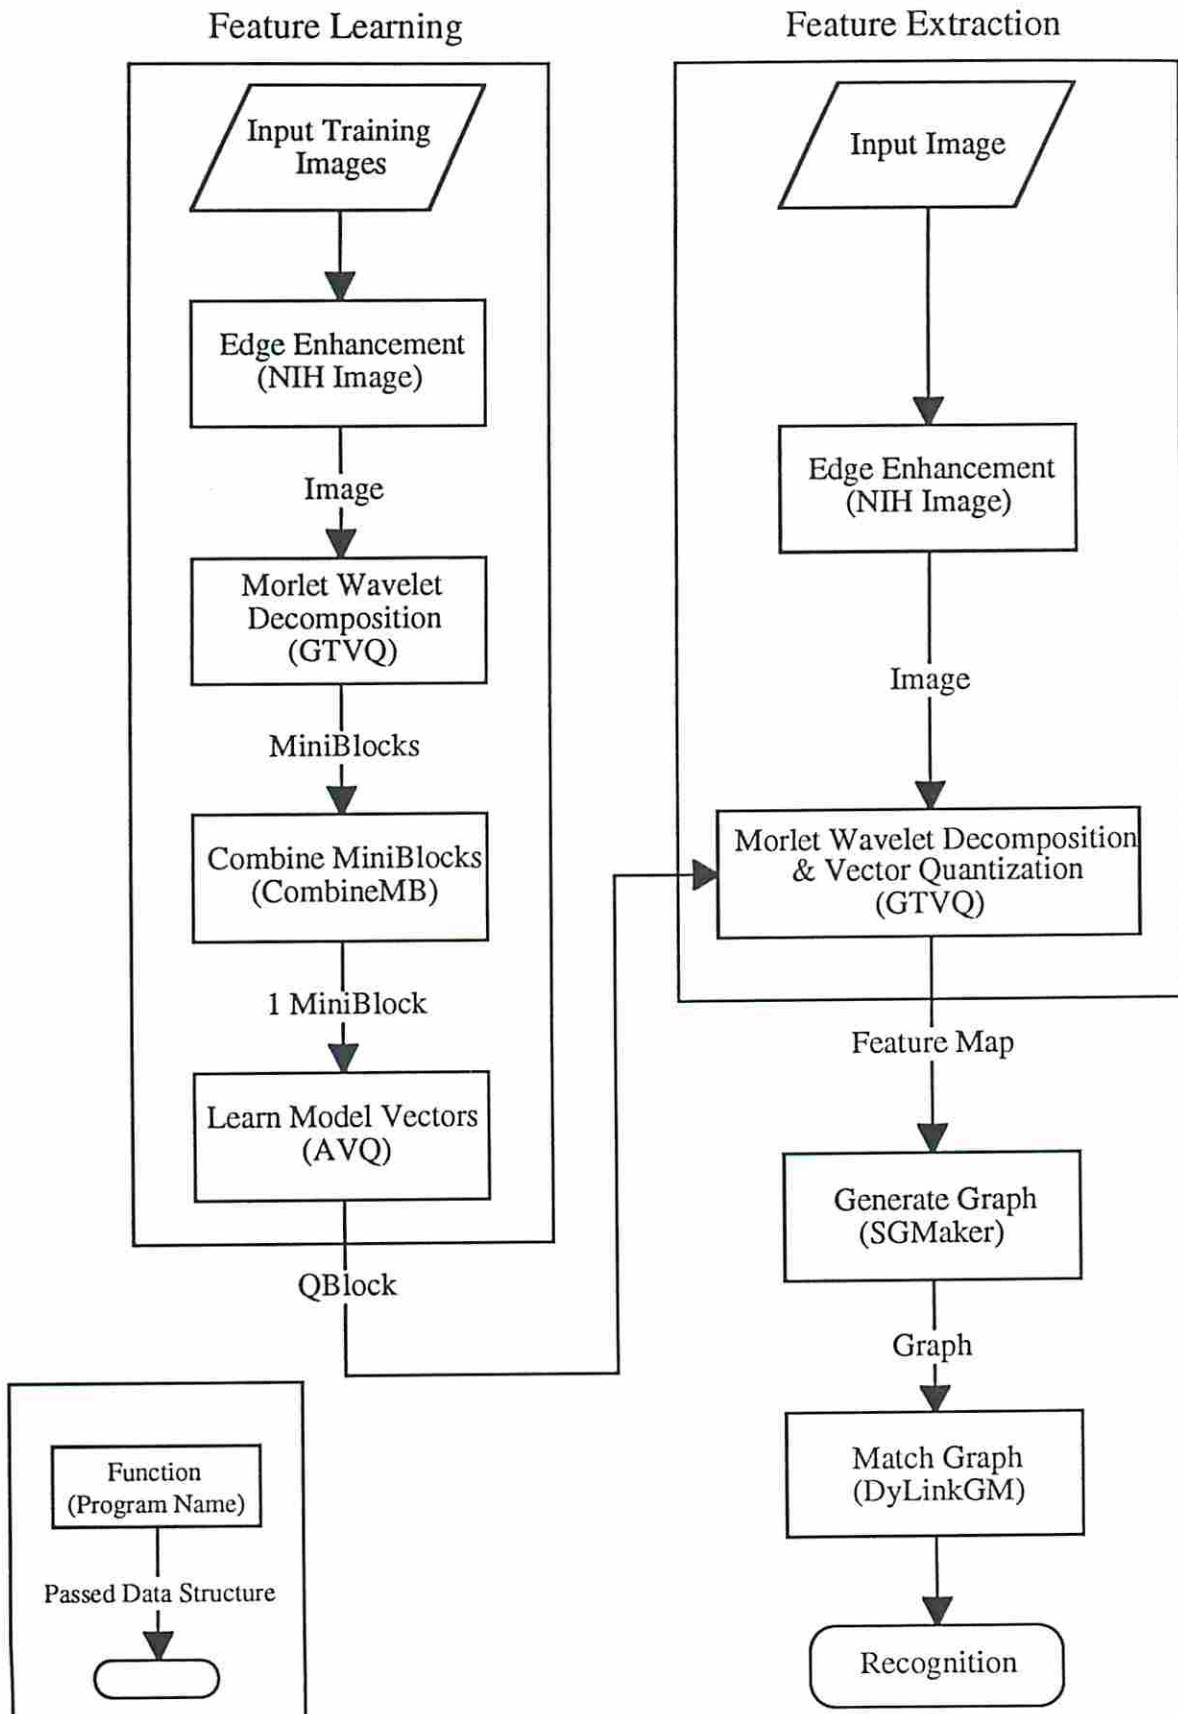 Feature Learning
Input Training
Images
Edge Enhancement
(NIH Image)
Image
Morlet Wavelet
Decomposition
(GTVQ)
MiniBlocks
Combine MiniBlocks
(CombineMB)
1 MiniBlock
Learn Model Vectors
(AVQ)
QBlock
Feature Extraction
Input Image
Edge Enhancement
(NIH Image)
Image
Morlet Wavelet Decomposition
& Vector Quantization
(GTVQ)
Feature Map
Generate Graph
(SGMaker)
Graph
Match Graph
(DyLinkGM)
Recognition
Function
(Program Name)
Passed Data Structure